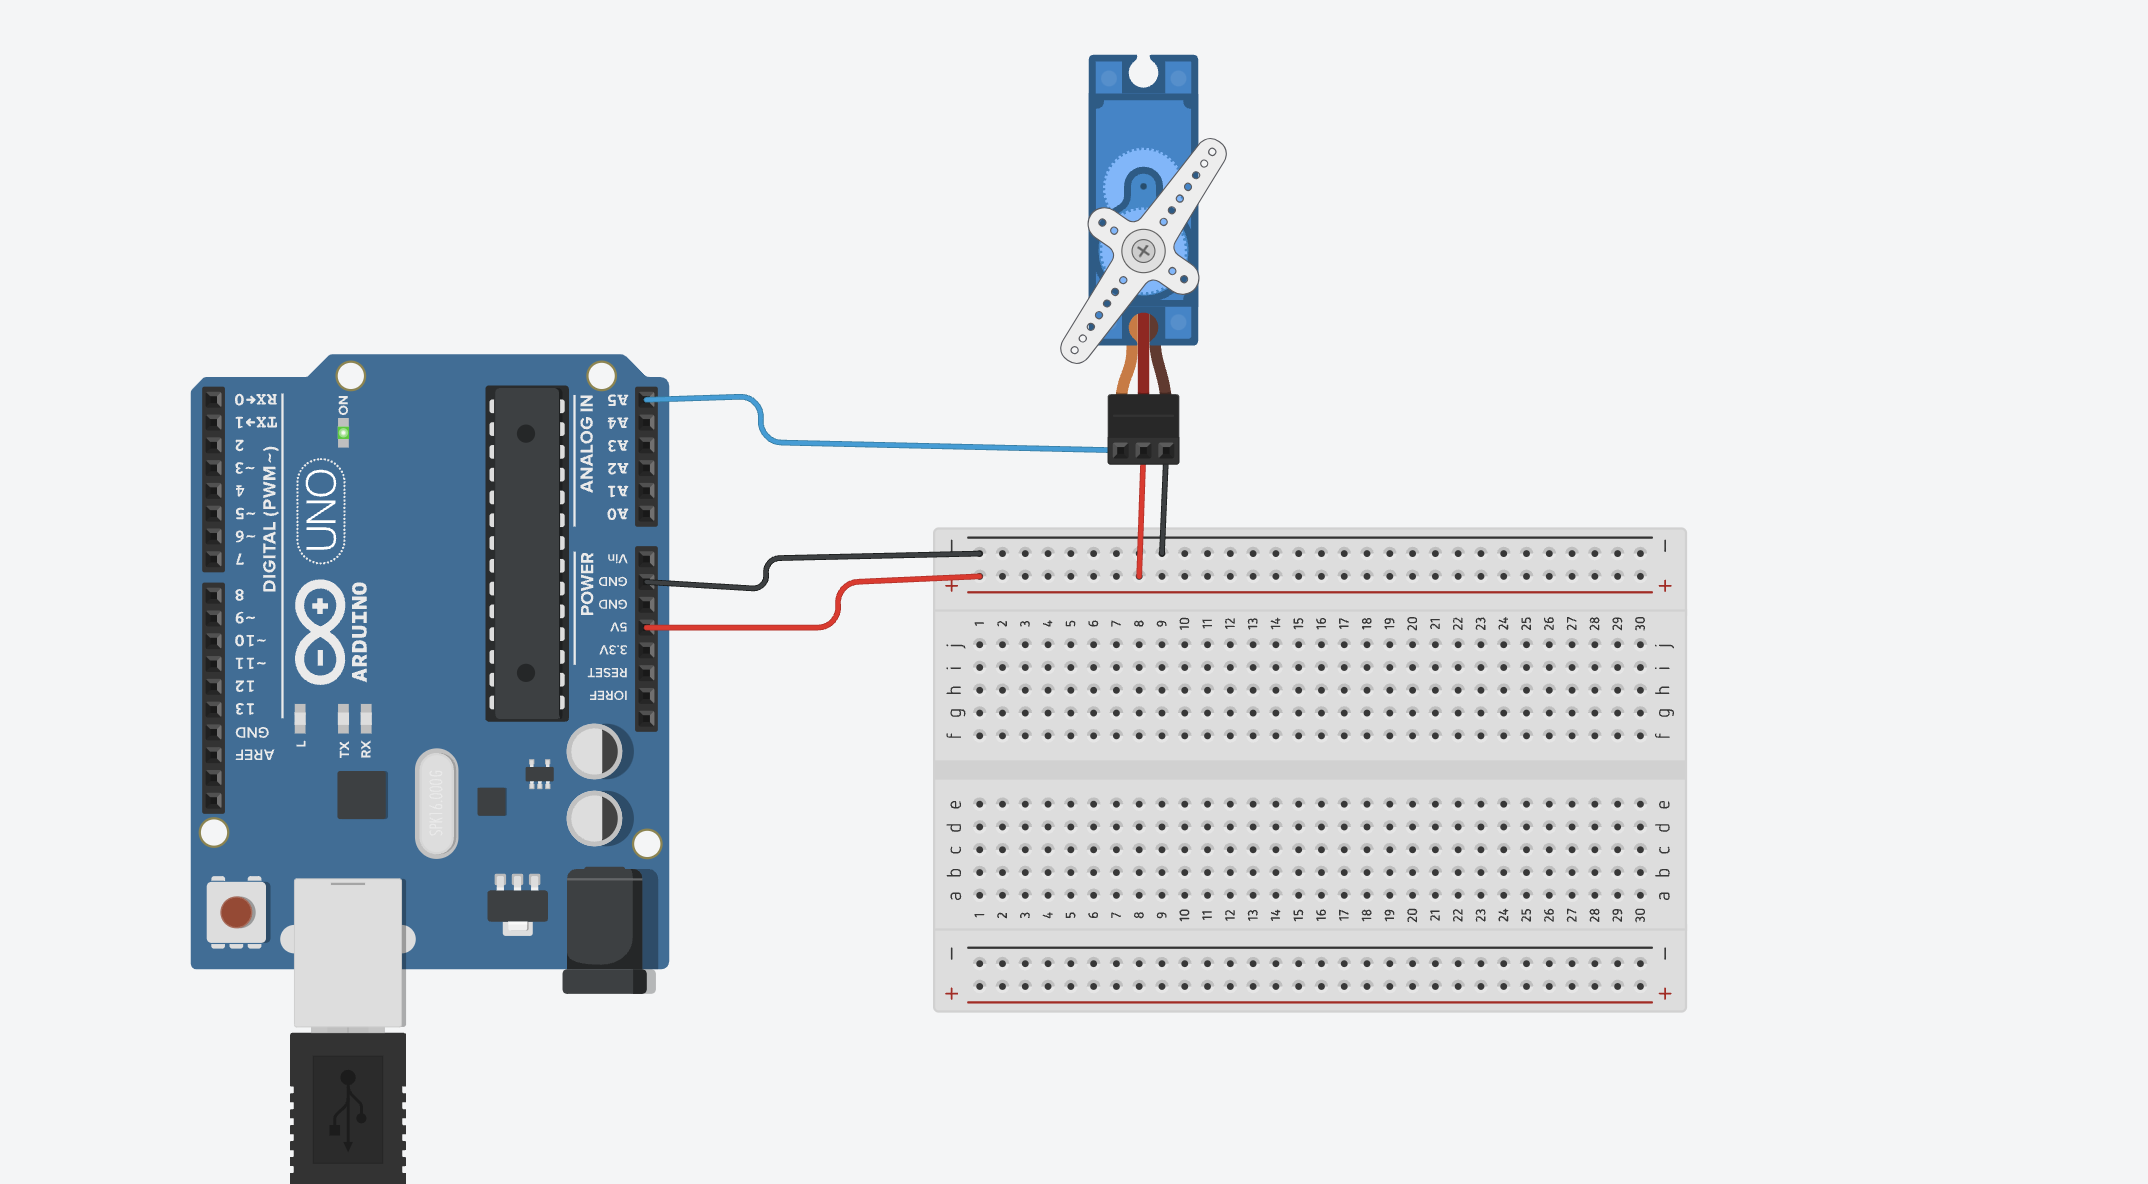 RX←0
TX→1
2
~3
4
~5
~6
7
DIGITAL (PWM~)
8
~9
~10
~11
12
13
GND
AREF
ON
UNO
ARDUINO
L
TX
RX
SPK16.000G
ANALOG IN
A5
A4
A3
A2
A1
A0
POWER
Vin
GND
GND
5V
3.3V
RESET
IOREF
− −
+ +
1 2 3 4 5 6 7 8 9 10 11 12 13 14 15 16 17 18 19 20 21 22 23 24 25 26 27 28 29 30
j j
i i
h h
g g
f f
e e
d d
c c
b b
a a
1 2 3 4 5 6 7 8 9 10 11 12 13 14 15 16 17 18 19 20 21 22 23 24 25 26 27 28 29 30
− −
+ +